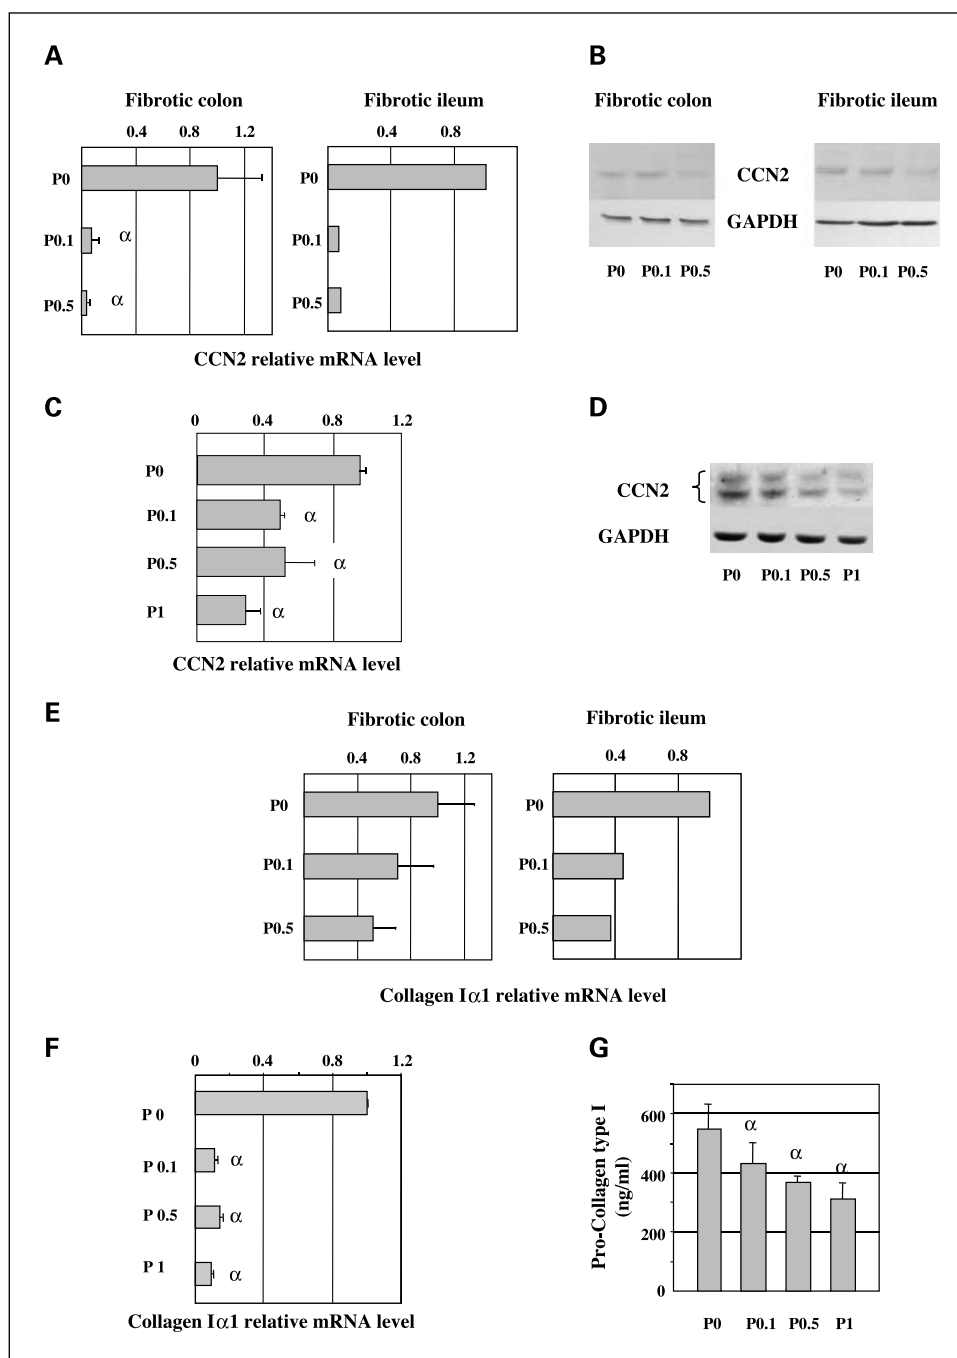 A
B
Fibrotic colon
Fibrotic ileum
0.4 0.8 1.2
0.4 0.8
P0
P0.1 α
P0.5 α
P0
P0.1
P0.5
CCN2 relative mRNA level
Fibrotic colon
Fibrotic ileum
CCN2
GAPDH
P0 P0.1 P0.5
P0 P0.1 P0.5
C
D
0 0.4 0.8 1.2
P0
P0.1 α
P0.5 α
P1 α
CCN2 relative mRNA level
CCN2
GAPDH
P0 P0.1 P0.5 P1
E
Fibrotic colon
Fibrotic ileum
0.4 0.8 1.2
0.4 0.8
P0
P0.1
P0.5
P0
P0.1
P0.5
Collagen Iα1 relative mRNA level
F
G
0 0.4 0.8 1.2
P 0
P 0.1 α
P 0.5 α
P 1 α
Collagen Iα1 relative mRNA level
Pro-Collagen type I
(ng/ml)
600
400
200
0
α
α
α
P0 P0.1 P0.5 P1